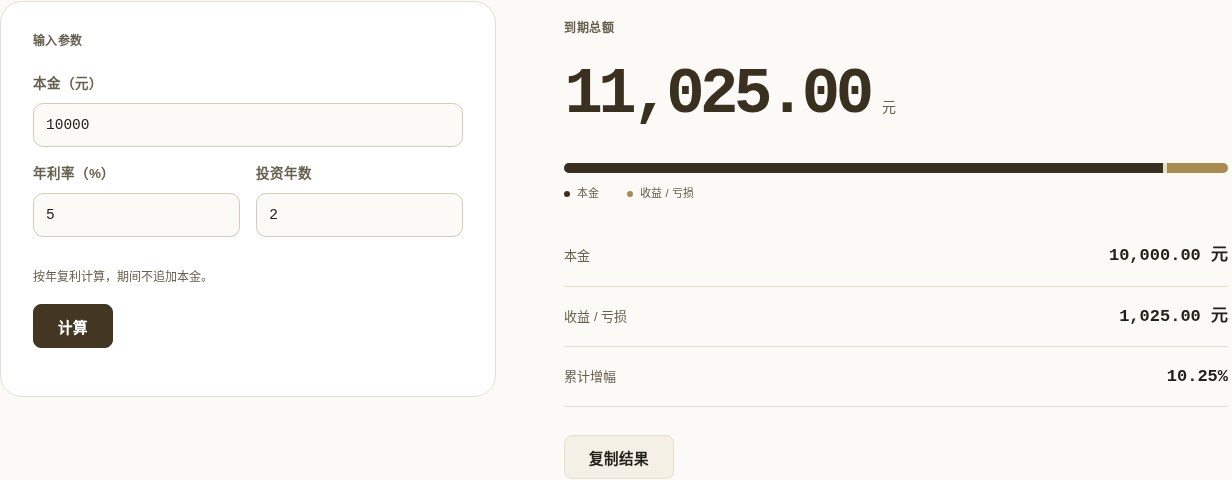 输入参数
本金（元）
10000
年利率（%）
投资年数
5
2
按年复利计算，期间不追加本金。
计算
到期总额
11,025.00 元
本金
收益 / 亏损
本金
10,000.00 元
收益 / 亏损
1,025.00 元
累计增幅
10.25%
复制结果